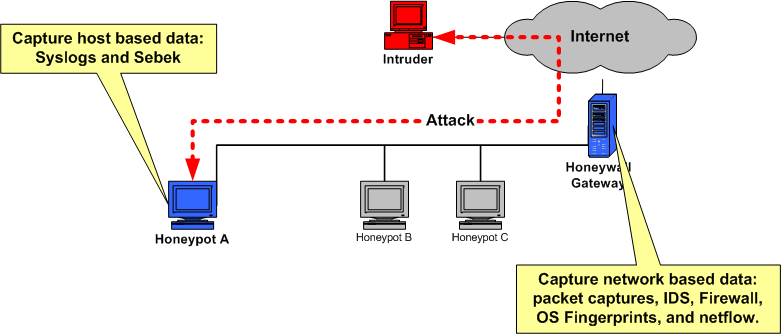 Capture host based data:
Syslogs and Sebek
Internet
Intruder
Attack
Honeywall
Gateway
Honeypot A
Honeypot B
Honeypot C
Capture network based data:
packet captures, IDS, Firewall,
OS Fingerprints, and netflow.